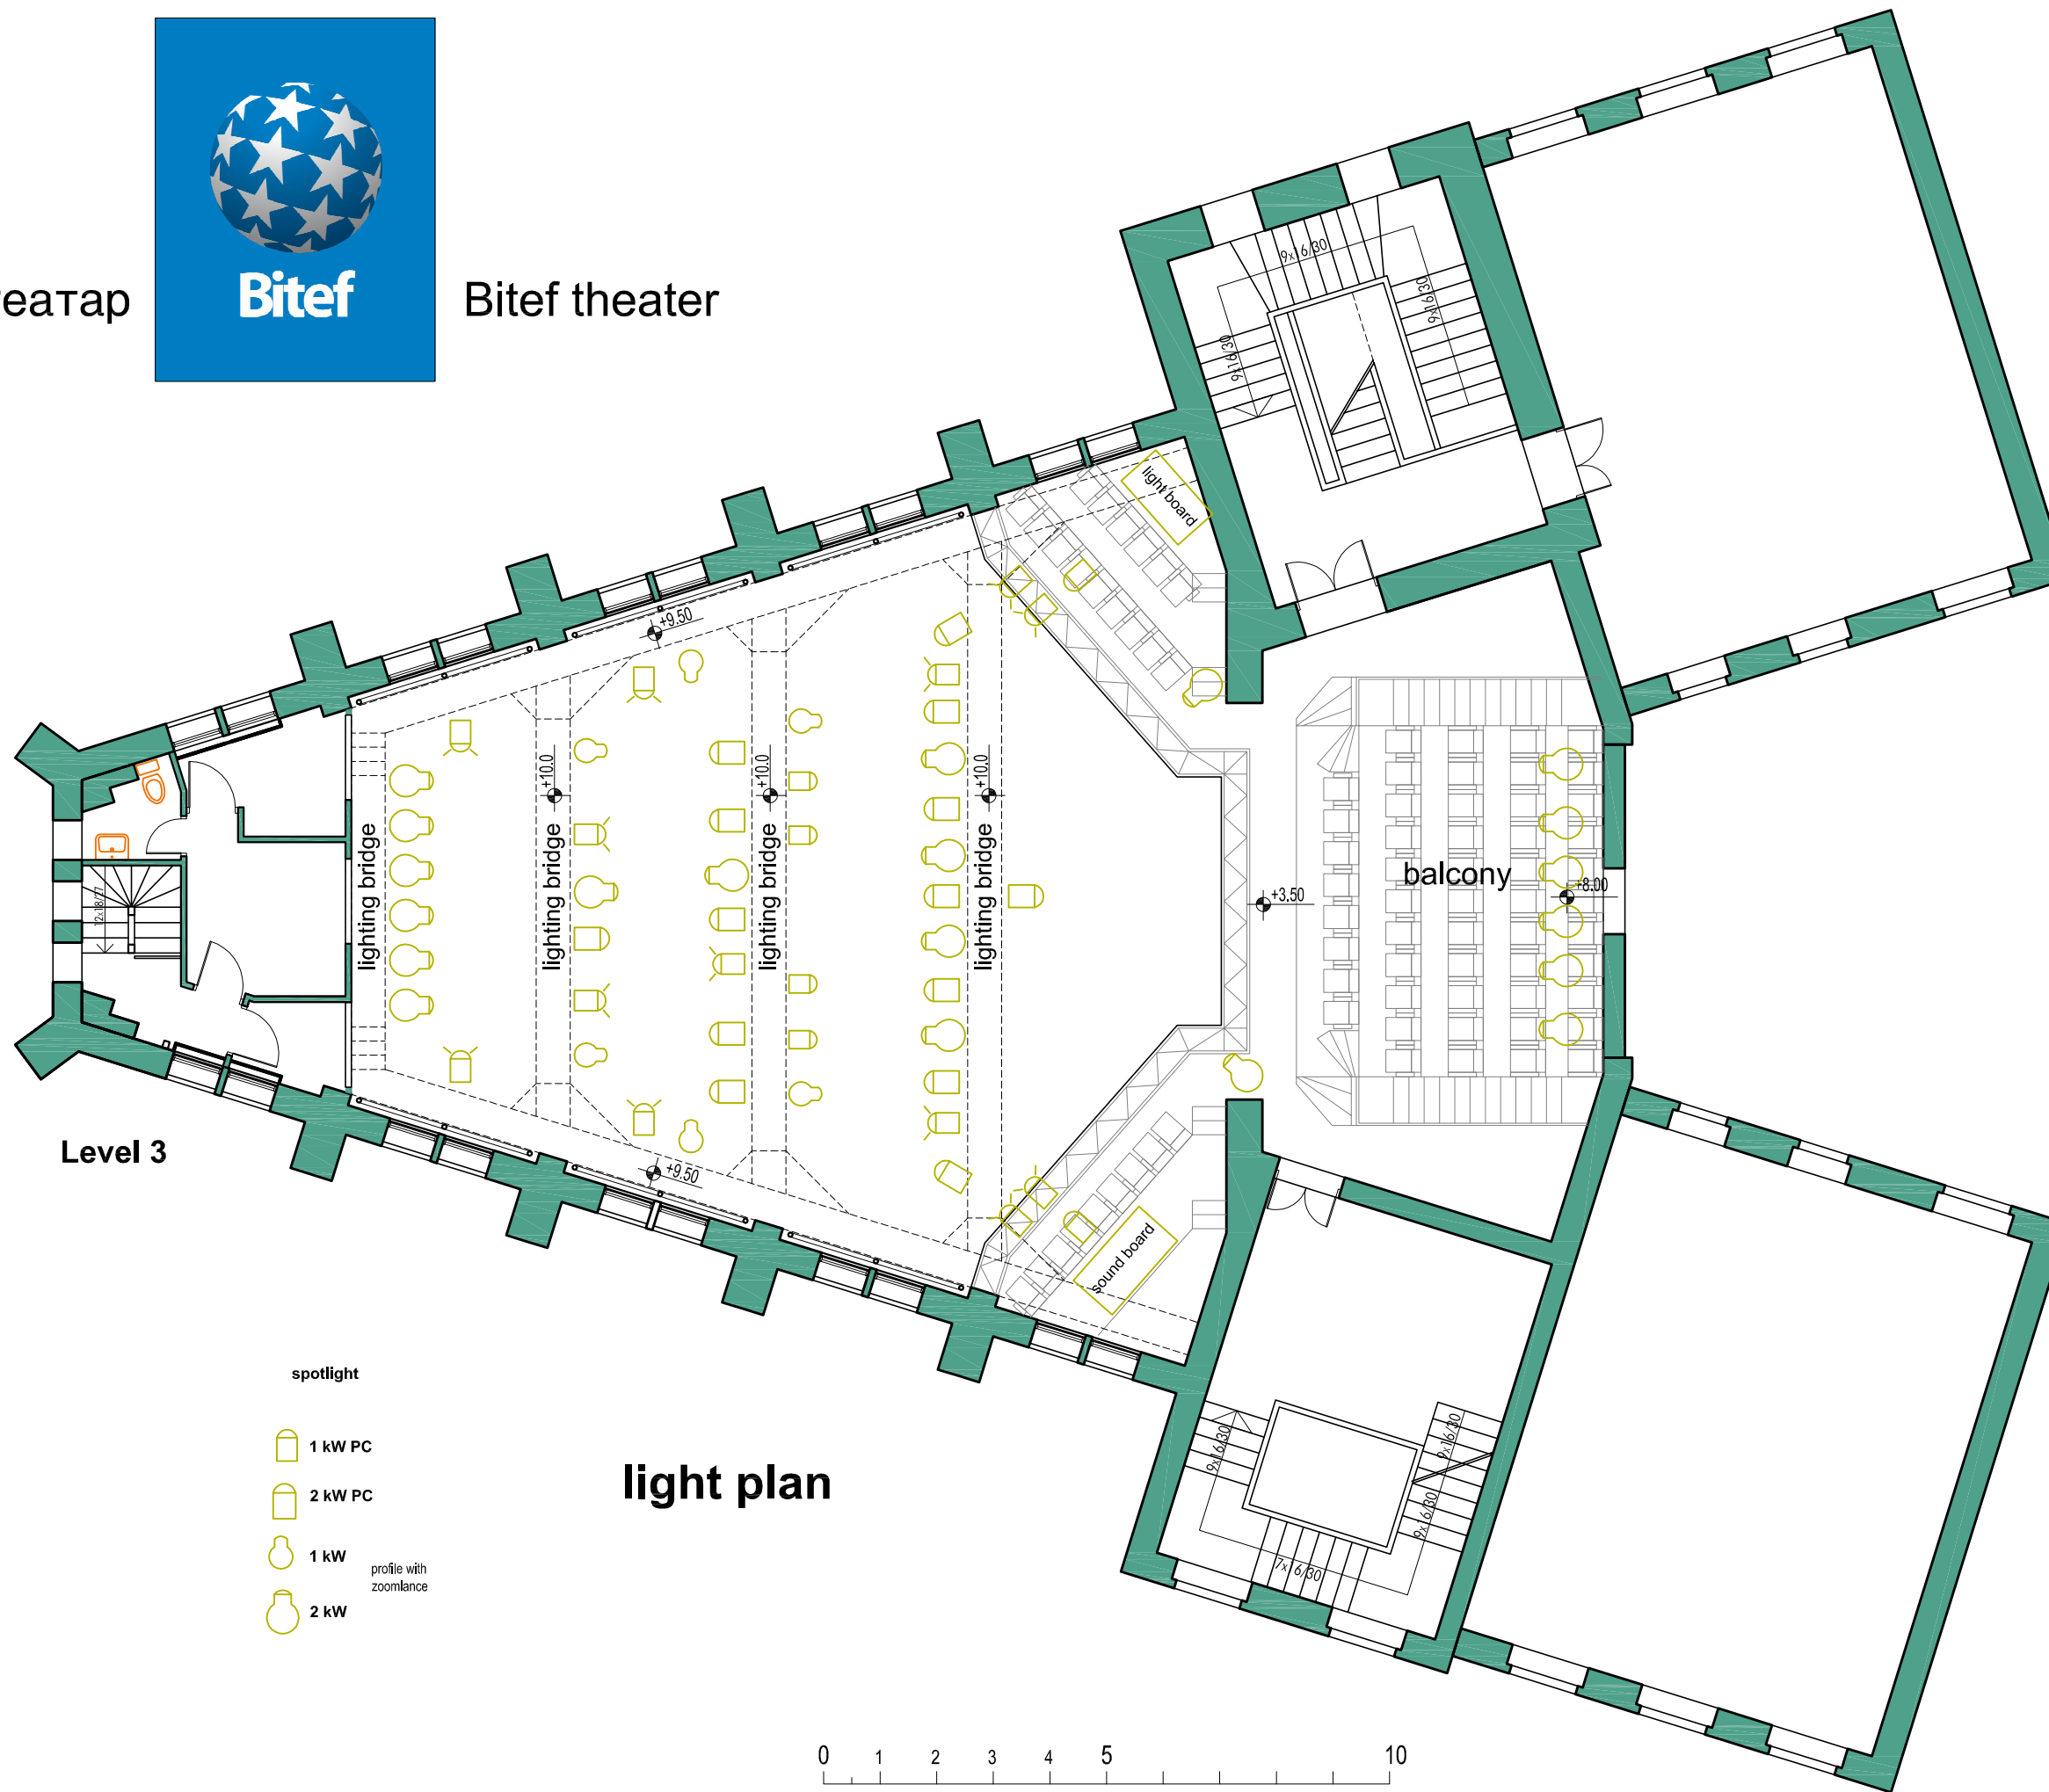 еатар
Bitef
Bitef theater
9x16/30
9x16/30
9x16/30
light board
+9.50
+10.0
+10.0
+10.0
lighting bridge
lighting bridge
lighting bridge
lighting bridge
balcony
+3.50
+8.00
12x18/27
Level 3
+9.50
sound board
spotlight
1 kW PC
2 kW PC
1 kW
profile with
zoomlance
2 kW
light plan
9x16/30
9x16/30
9x16/30
7x16/30
0 1 2 3 4 5 10